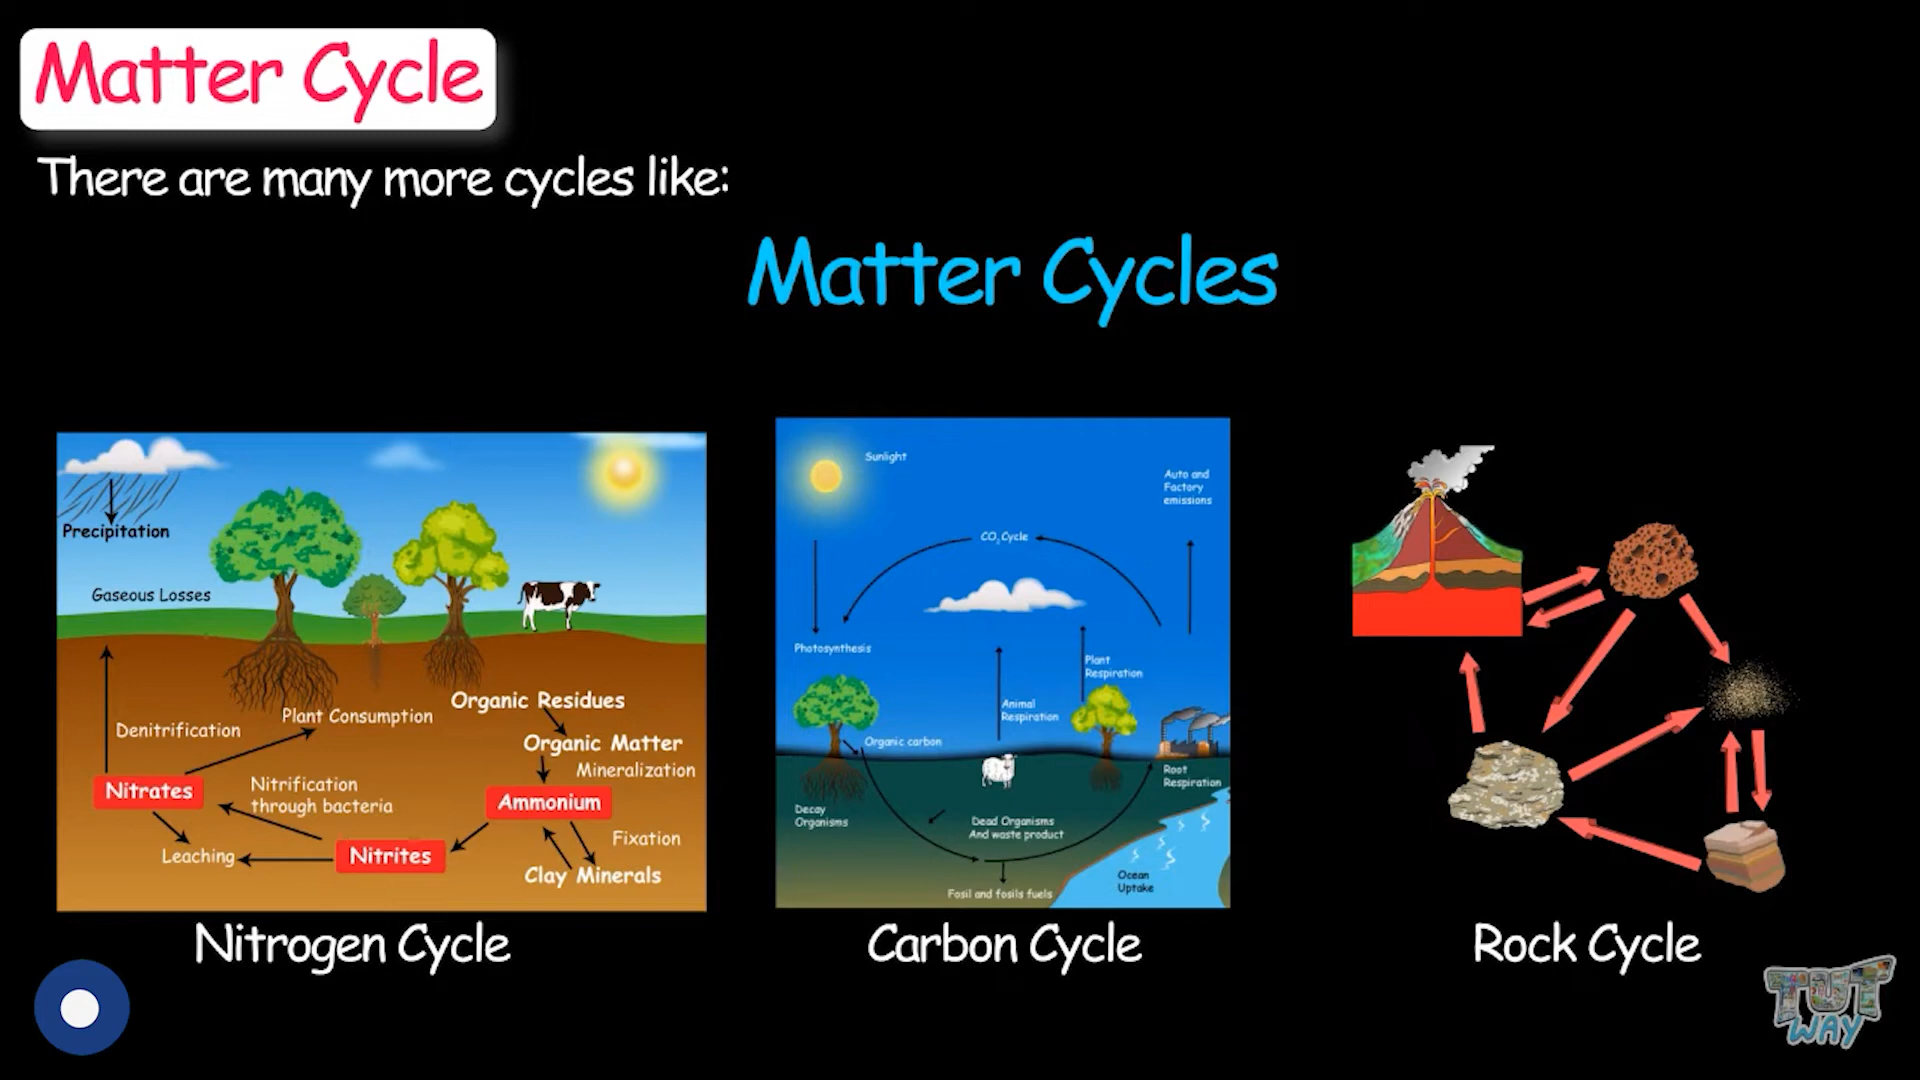 Matter Cycle
There are many more cycles like:
Matter Cycles
Precipitation
Gaseous Losses
Organic Residues
Plant Consumption
Denitrification
Organic Matter
Mineralization
Nitrates
Nitrification
through bacteria
Ammonium
Fixation
Leaching
Nitrites
Clay Minerals
Nitrogen Cycle
Sunlight
Auto and
Factory
emissions
CO2 Cycle
Photosynthesis
Plant
Respiration
Animal
Respiration
Organic carbon
Root
Respiration
Decay
Organisms
Dead Organisms
And waste product
Ocean
Uptake
Fosil and fosils fuels
Carbon Cycle
Rock Cycle
TUT
WAY